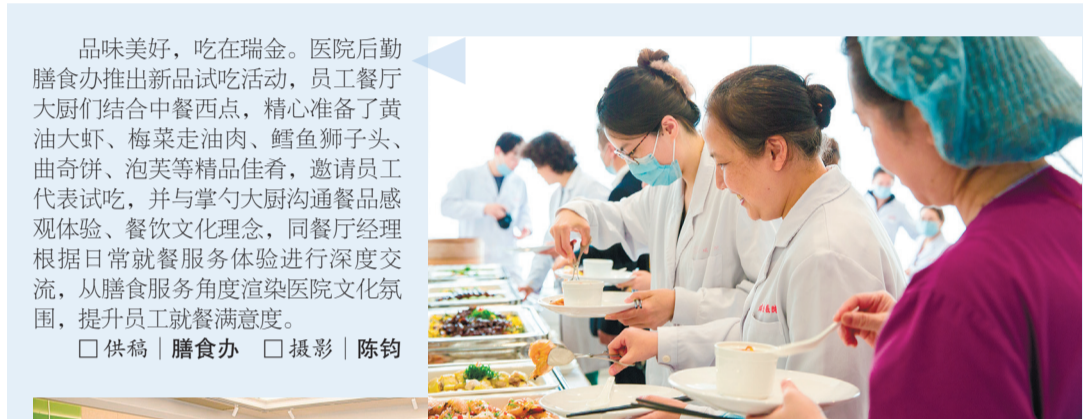 品味美好，吃在瑞金。医院后勤
膳食办推出新品试吃活动，员工餐厅
大厨们结合中餐西点，精心准备了黄
油大虾、梅菜走油肉、鳕鱼狮子头、
曲奇饼、泡芙等精品佳肴，邀请员工
代表试吃，并与掌勺大厨沟通餐品感
观体验、餐饮文化理念，同餐厅经理
根据日常就餐服务体验进行深度交
流，从膳食服务角度渲染医院文化氛
围，提升员工就餐满意度。
□ 供稿｜膳食办 □ 摄影｜陈钧